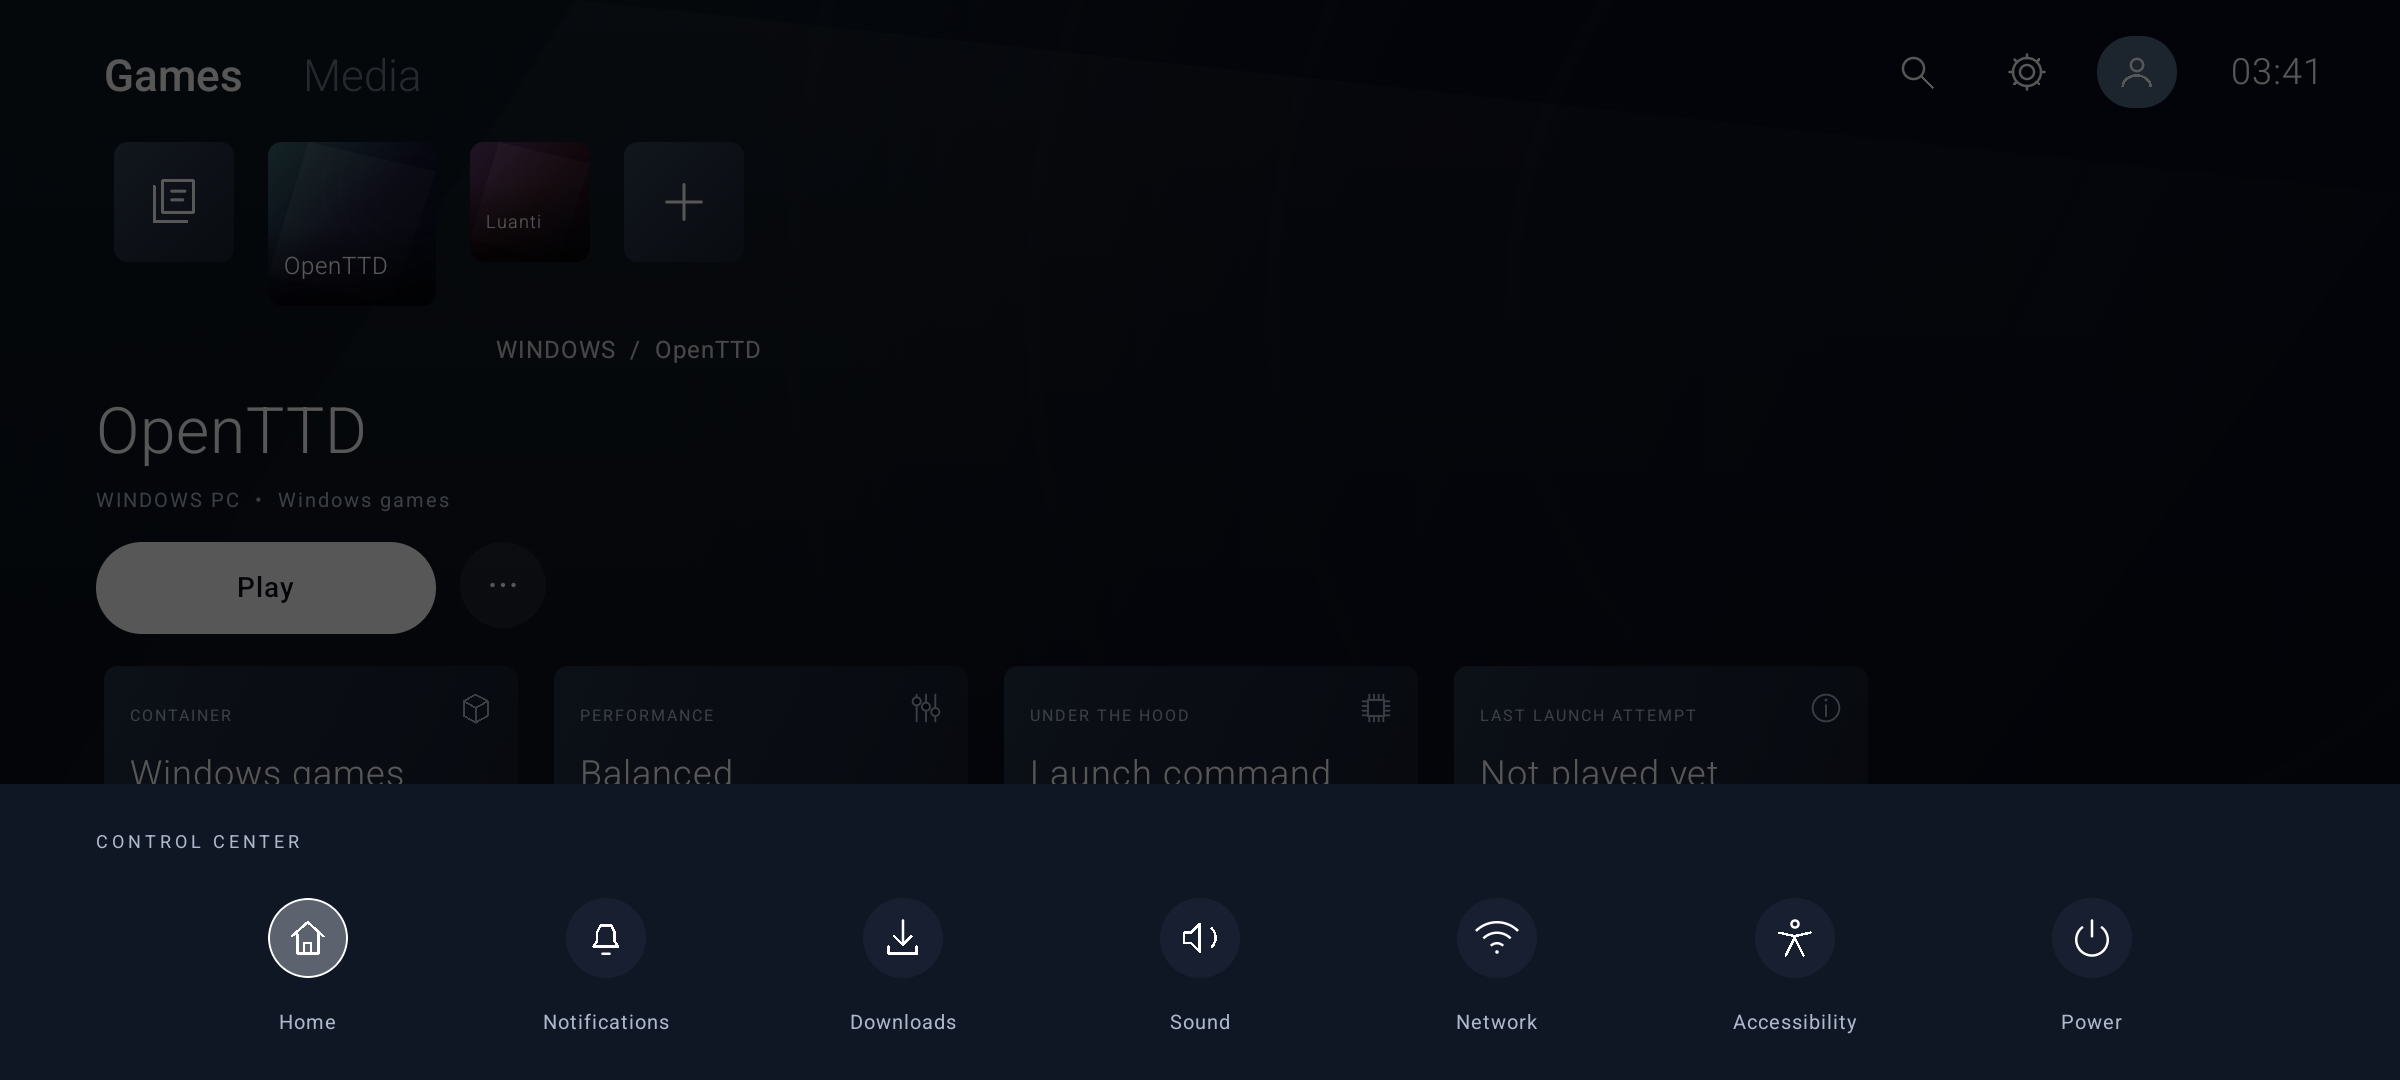 Games Media 03:41
OpenTTD
Luanti
WINDOWS / OpenTTD
OpenTTD
WINDOWS PC • Windows games
Play
CONTAINER
Windows games
PERFORMANCE
Balanced
UNDER THE HOOD
Launch command
LAST LAUNCH ATTEMPT
Not played yet
CONTROL CENTER
Home
Notifications
Downloads
Sound
Network
Accessibility
Power